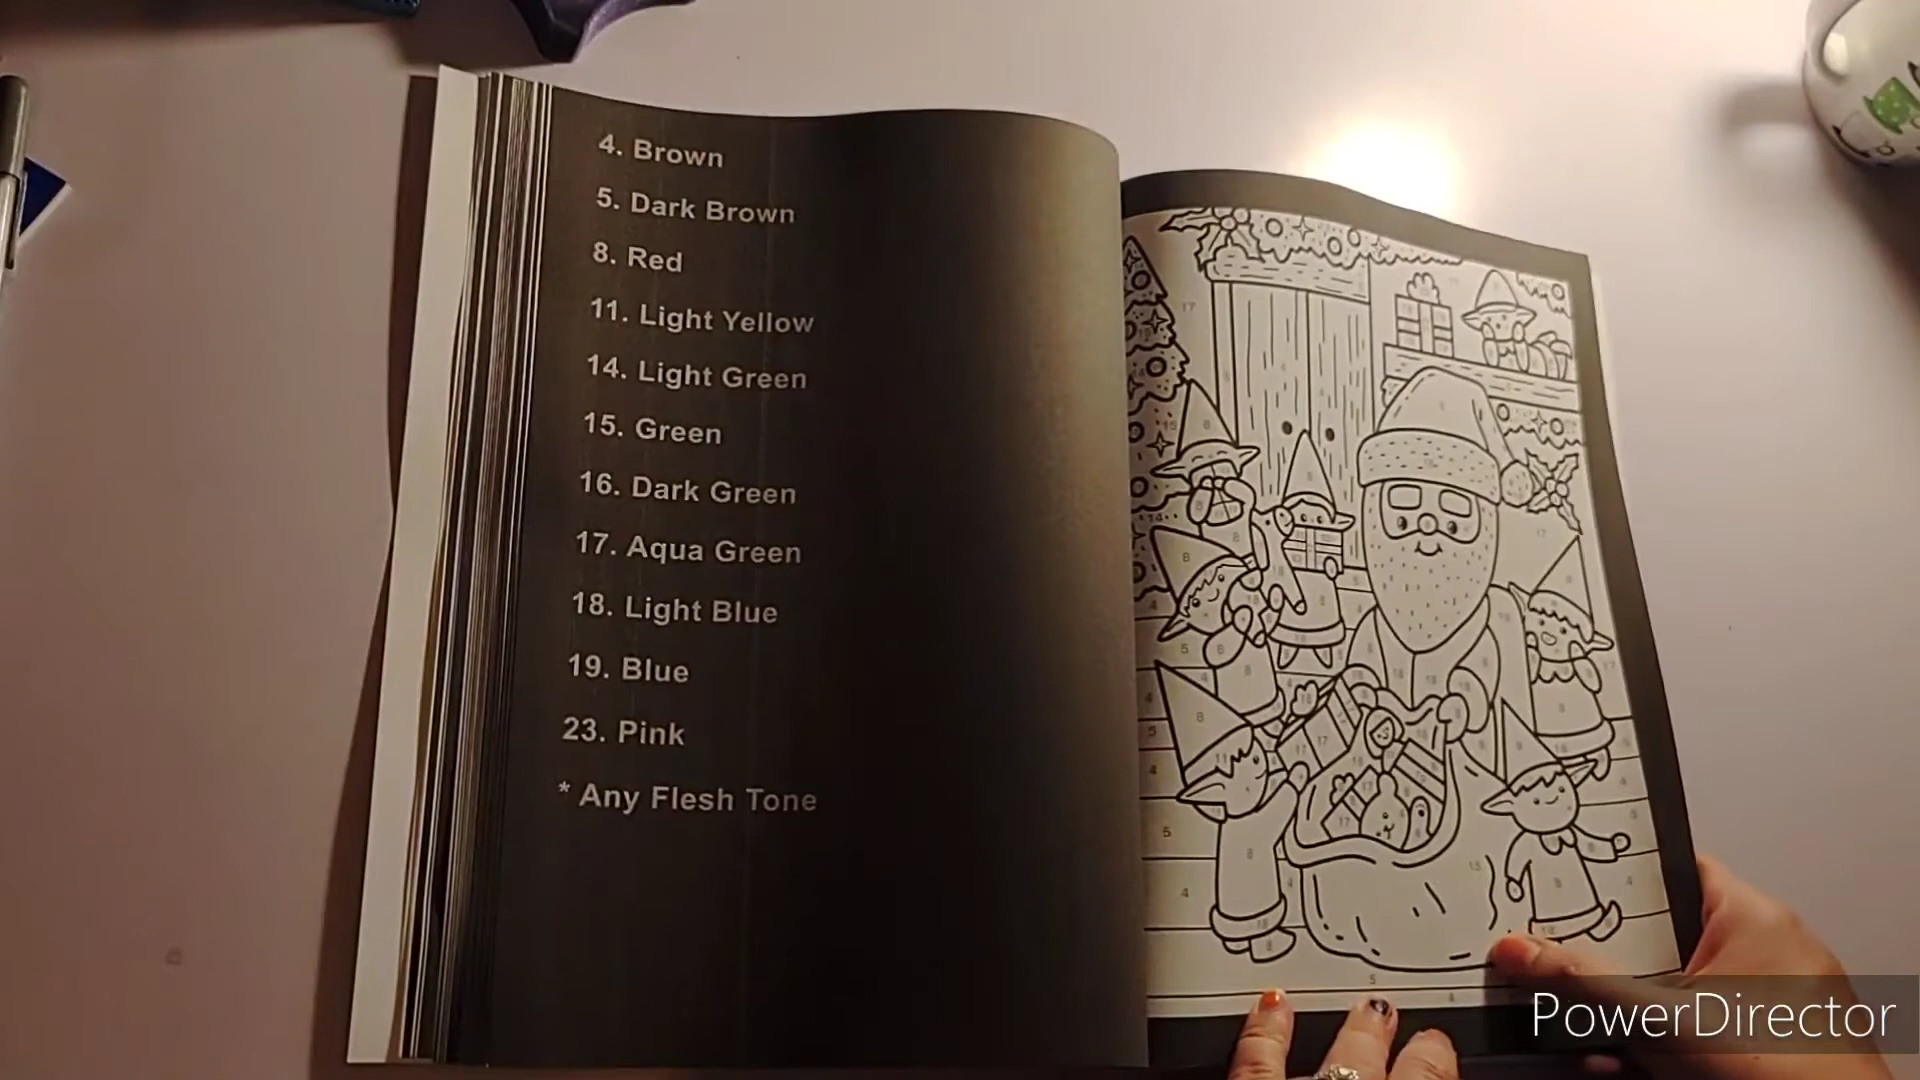 4. Brown
5. Dark Brown
8. Red
11. Light Yellow
14. Light Green
15. Green
16. Dark Green
17. Aqua Green
18. Light Blue
19. Blue
23. Pink
* Any Flesh Tone
PowerDirector